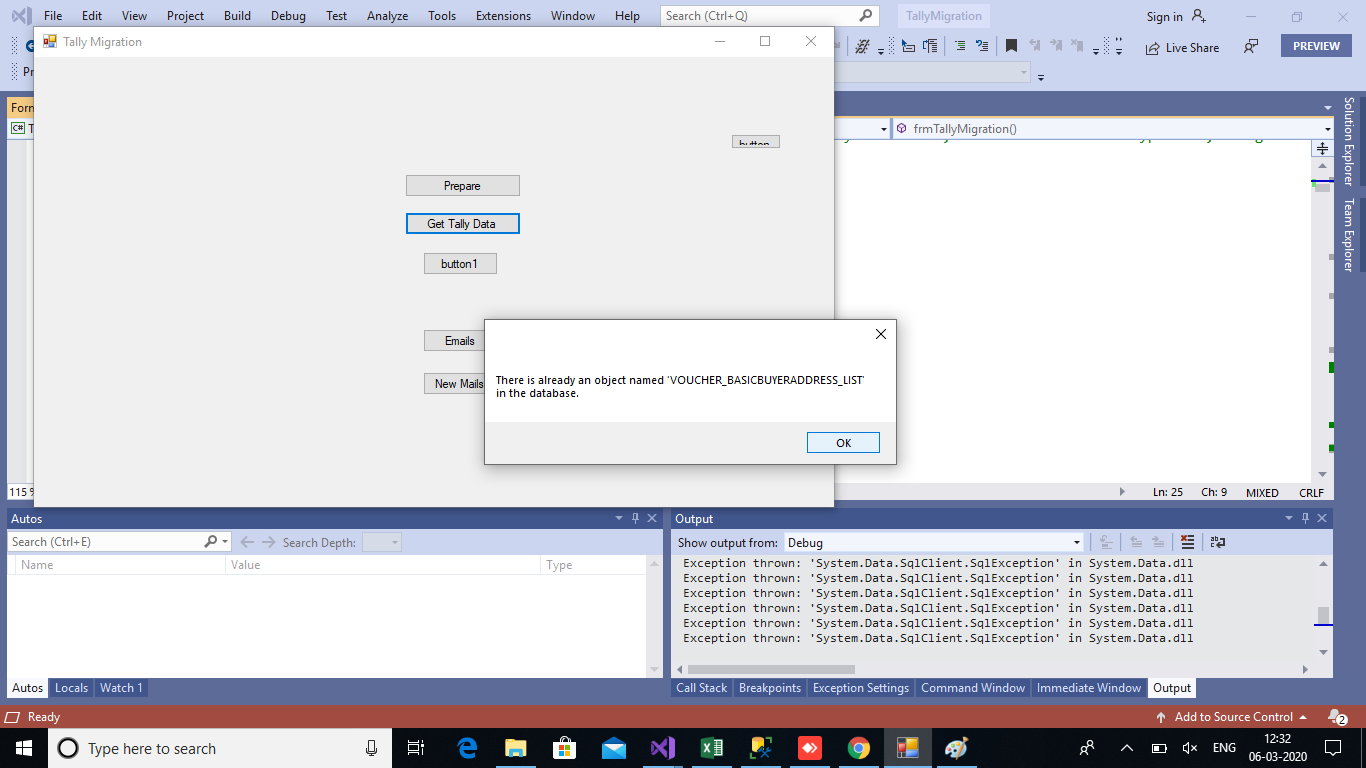 File Edit View Project Build Debug Test Analyze Tools Extensions Window Help Search (Ctrl+Q) TallyMigration Sign in
Tally Migration
Live Share
PREVIEW
frmTallyMigration()
button
Prepare
Get Tally Data
button1
Emails
New Mails
There is already an object named 'VOUCHER_BASICBUYERADDRESS_LIST'
in the database.
OK
Solution Explorer
Team Explorer
115 %
Ln: 25 Ch: 9 MIXED CRLF
Autos
Search (Ctrl+E) Search Depth:
Name Value Type
Autos Locals Watch 1
Output
Show output from: Debug
Exception thrown: 'System.Data.SqlClient.SqlException' in System.Data.dll
Exception thrown: 'System.Data.SqlClient.SqlException' in System.Data.dll
Exception thrown: 'System.Data.SqlClient.SqlException' in System.Data.dll
Exception thrown: 'System.Data.SqlClient.SqlException' in System.Data.dll
Exception thrown: 'System.Data.SqlClient.SqlException' in System.Data.dll
Exception thrown: 'System.Data.SqlClient.SqlException' in System.Data.dll
Call Stack Breakpoints Exception Settings Command Window Immediate Window Output
Ready
Add to Source Control
2
Type here to search
ENG
12:32
06-03-2020